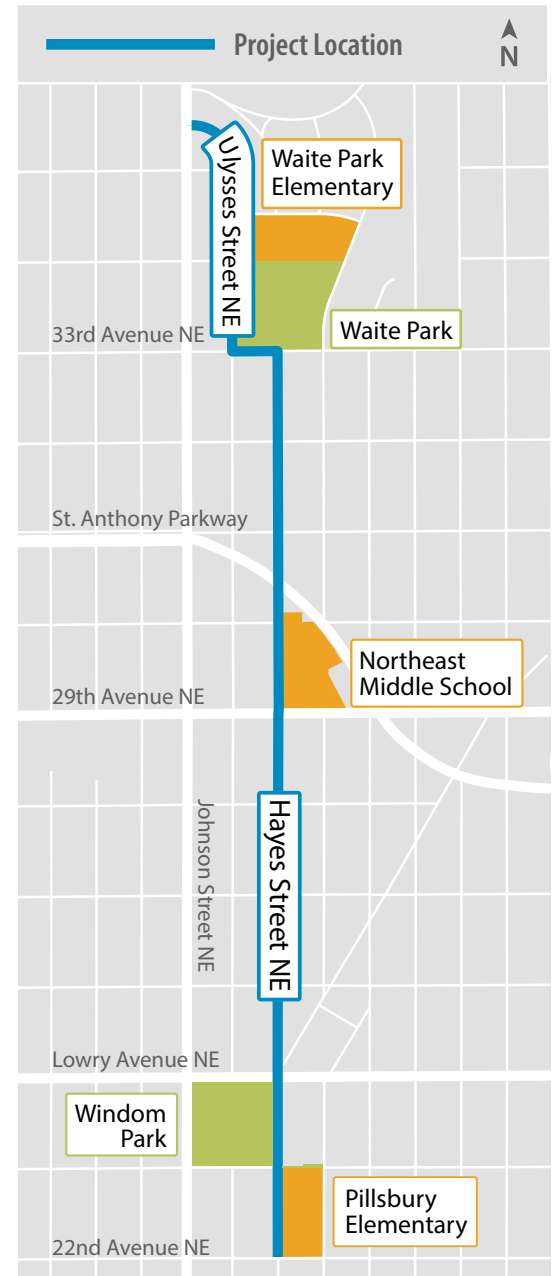 Project Location
N
Ulysses Street NE
Waite Park
Elementary
33rd Avenue NE
Waite Park
St. Anthony Parkway
Northeast
Middle School
29th Avenue NE
Johnson Street NE
Hayes Street NE
Lowry Avenue NE
Windom
Park
Pillsbury
Elementary
22nd Avenue NE